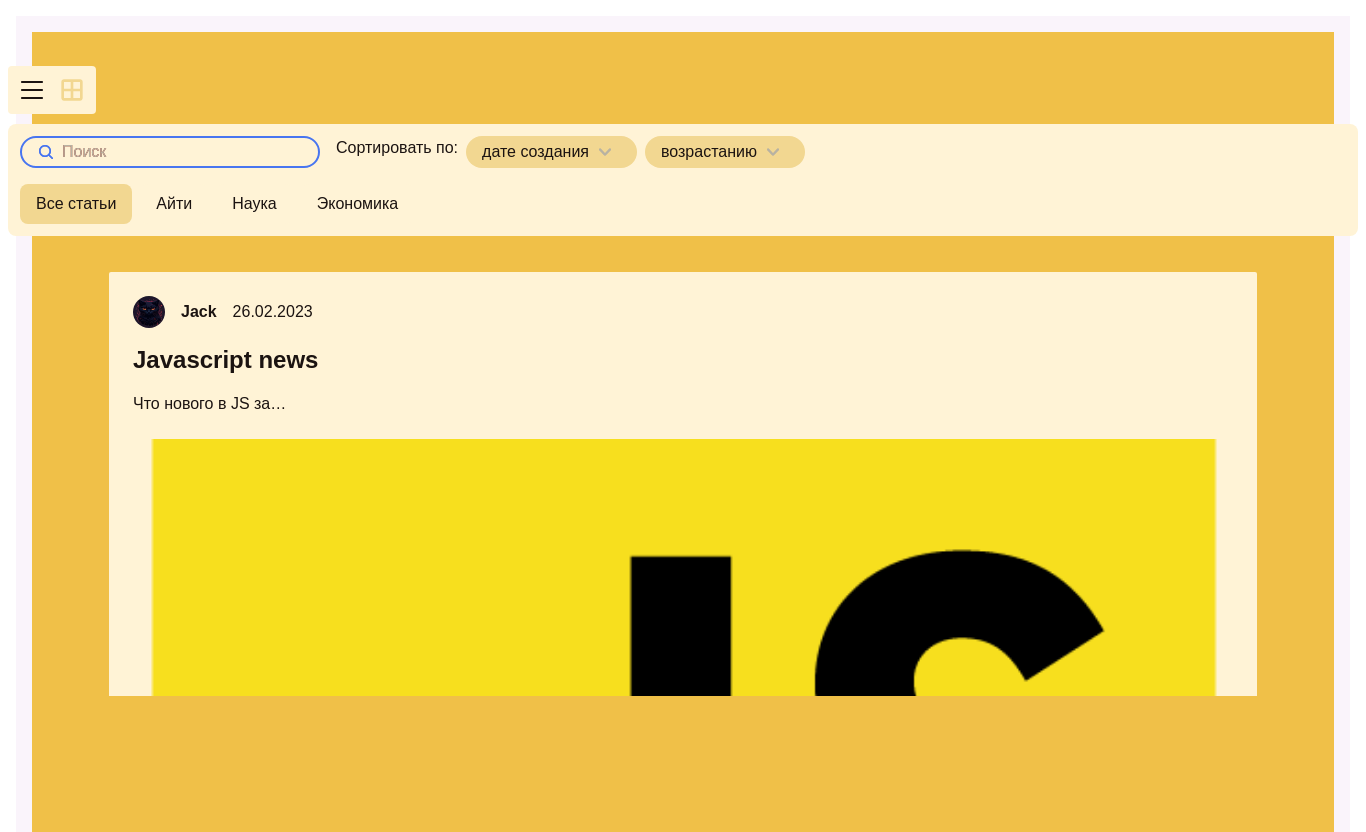 Поиск
Сортировать по:
дате создания
возрастанию
Все статьи
Айти
Наука
Экономика
Jack 26.02.2023
Javascript news
Что нового в JS за…
JS